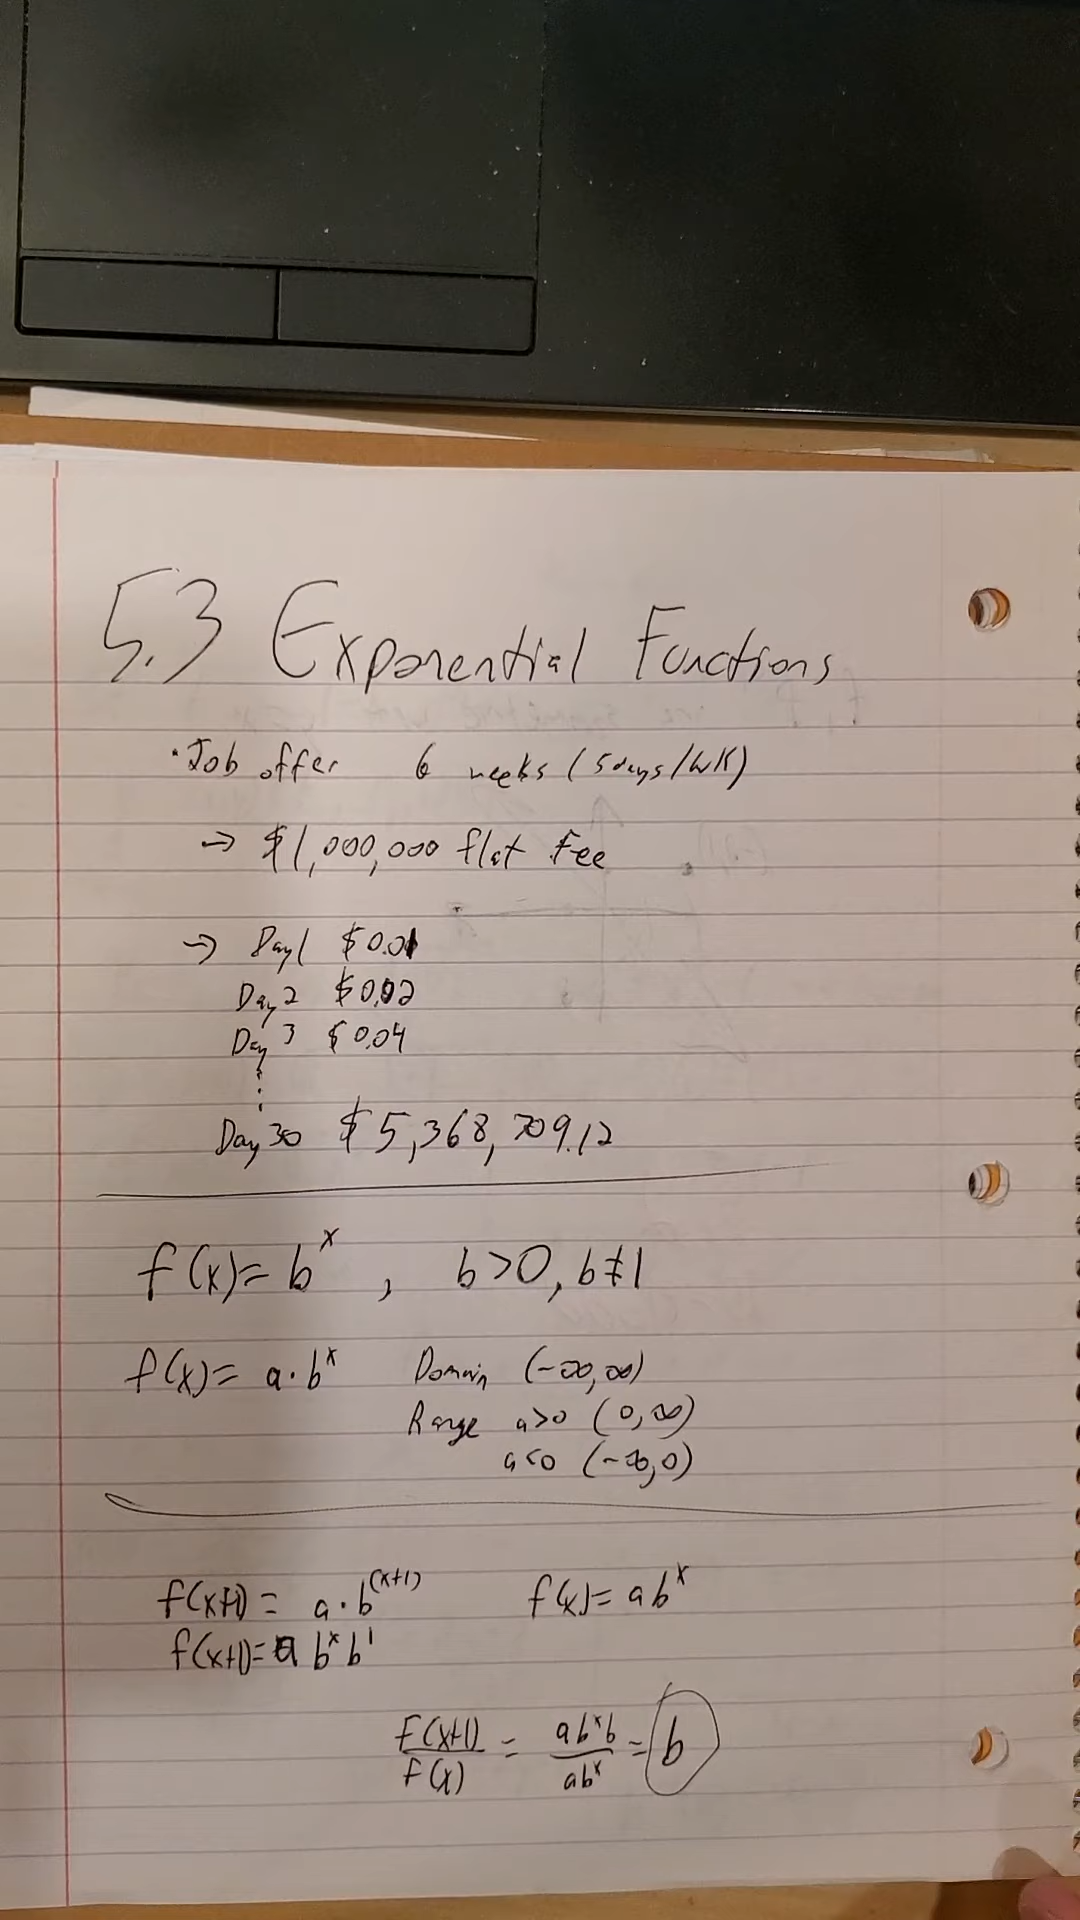 5.3 Exponential Functions
· Job offer 6 weeks (5days/wk)
→ $1,000,000 flat Fee
→ Day 1 $0.01
Day 2 $0.02
Day 3 $0.04
⋮
Day 30 $5,368,709.12
f(x)= b^x , b>0, b≠1
f(x)= a·b^x Domain (-∞,∞)
Range a>0 (0,∞)
a<0 (-∞,0)
f(x+1) = a·b^(x+1) f(x)= ab^x
f(x+1)= a b^x b^1
F(x+1)/f(x) = ab^x b/ab^x = b